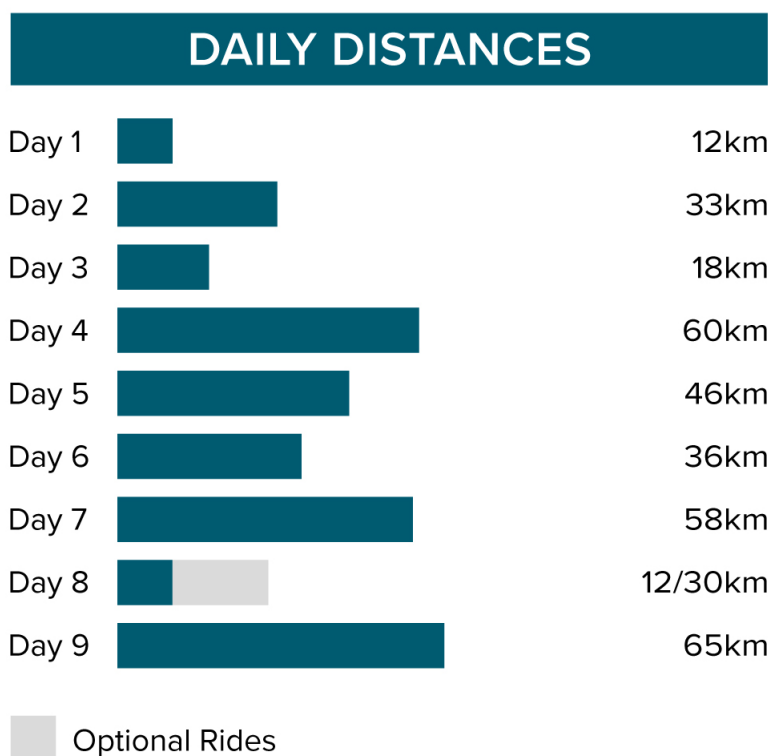 DAILY DISTANCES
Day 1 12km
Day 2 33km
Day 3 18km
Day 4 60km
Day 5 46km
Day 6 36km
Day 7 58km
Day 8 12/30km
Day 9 65km
Optional Rides